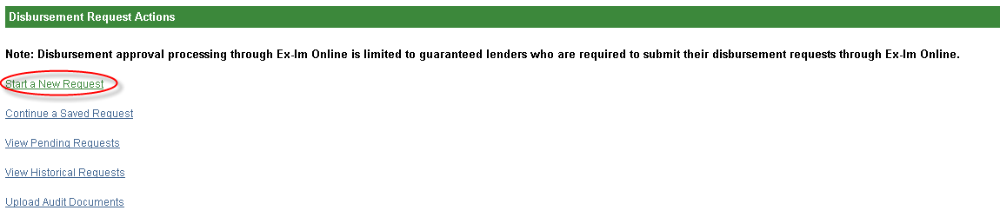 Disbursement Request Actions
Note: Disbursement approval processing through Ex-Im Online is limited to guaranteed lenders who are required to submit their disbursement requests through Ex-Im Online.
Start a New Request
Continue a Saved Request
View Pending Requests
View Historical Requests
Upload Audit Documents